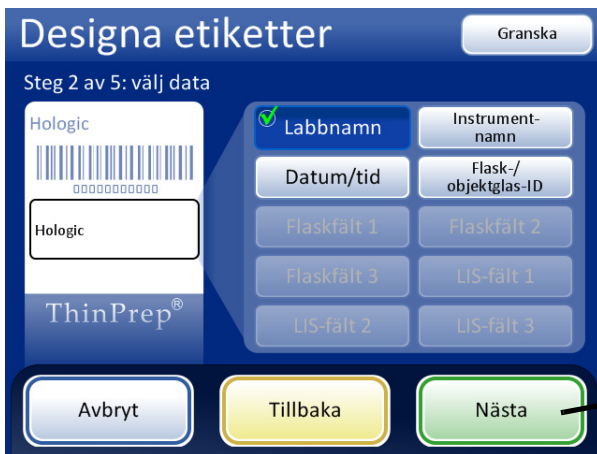 Designa etiketter
Granska
Steg 2 av 5: välj data
Hologic
00000000000
Hologic
ThinPrep®
Labbnamn
Instrument-
namn
Datum/tid
Flask-/
objektglas-ID
Flaskfält 1
Flaskfält 2
Flaskfält 3
LIS-fält 1
LIS-fält 2
LIS-fält 3
Avbryt
Tillbaka
Nästa